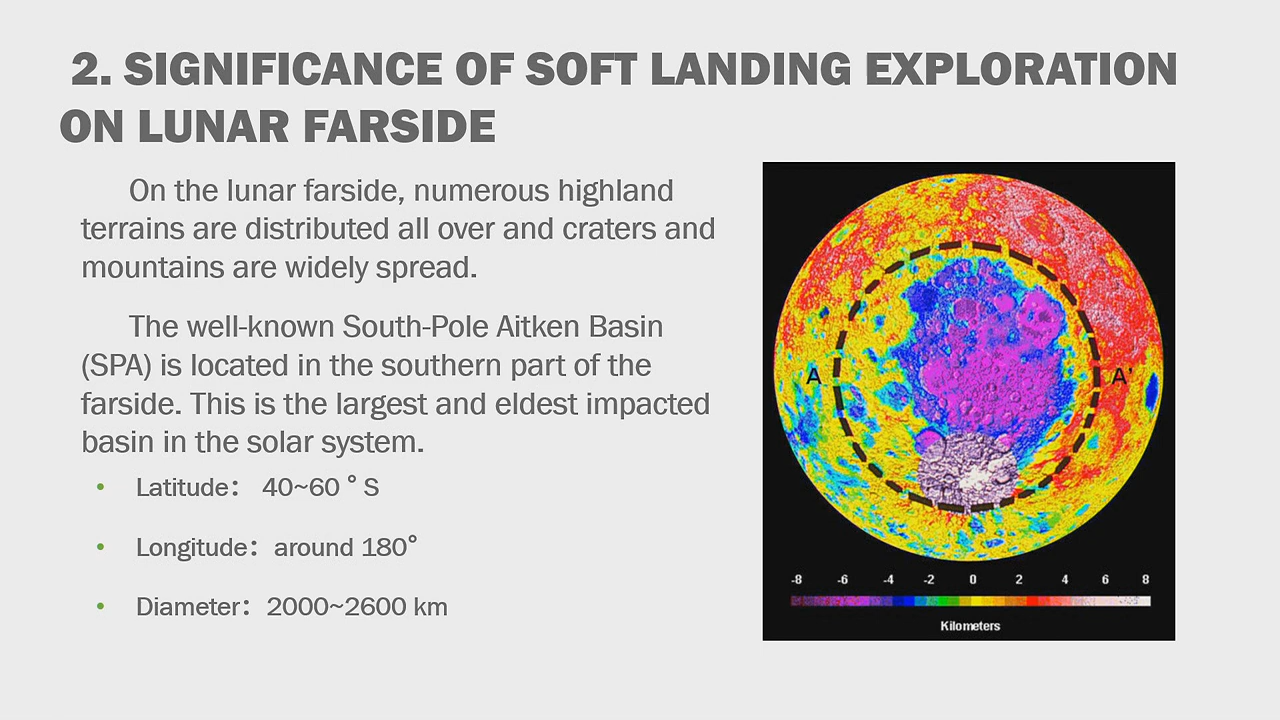 2. SIGNIFICANCE OF SOFT LANDING EXPLORATION
ON LUNAR FARSIDE
On the lunar farside, numerous highland
terrains are distributed all over and craters and
mountains are widely spread.
The well-known South-Pole Aitken Basin
(SPA) is located in the southern part of the
farside. This is the largest and eldest impacted
basin in the solar system.
• Latitude： 40~60 ° S
• Longitude：around 180°
• Diameter：2000~2600 km
A A'
-8 -6 -4 -2 0 2 4 6 8
Kilometers